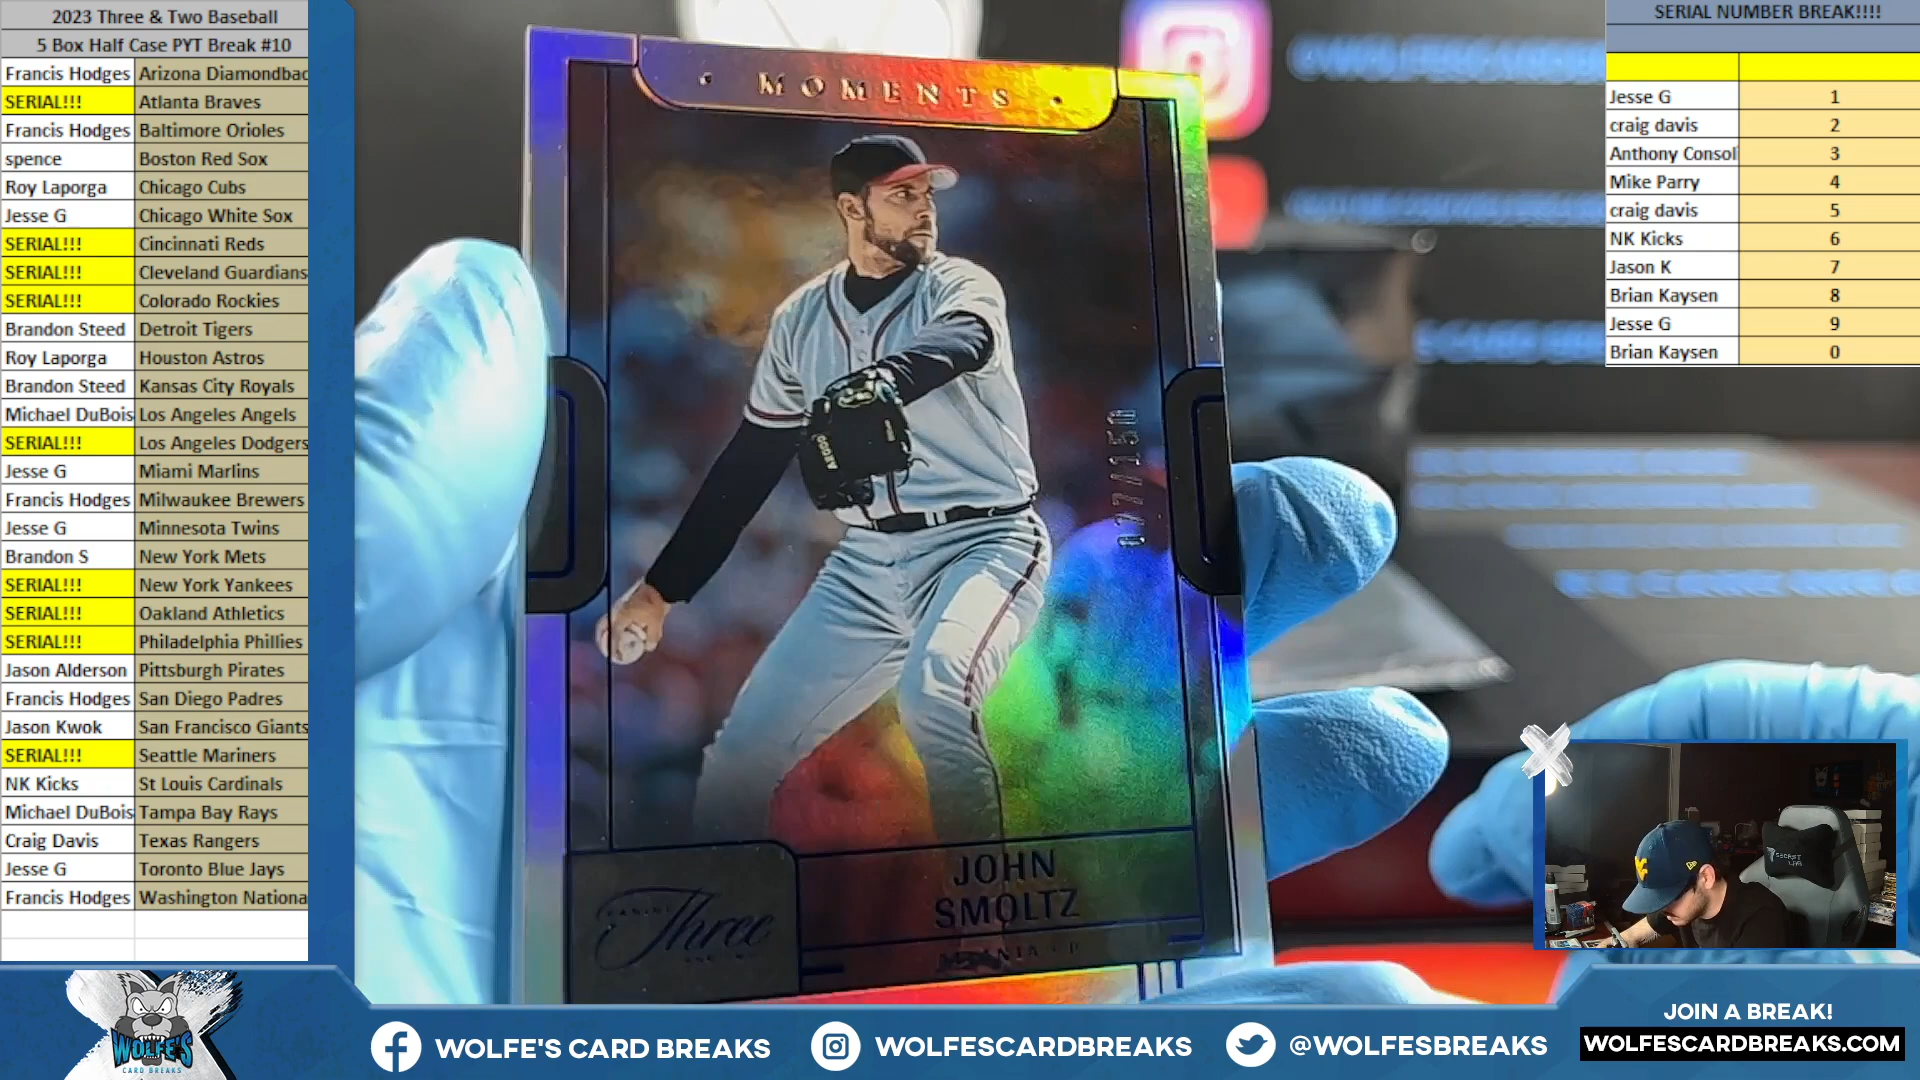 2023 Three & Two Baseball
5 Box Half Case PYT Break #10
Francis Hodges Arizona Diamondbac
SERIAL!!! Atlanta Braves
Francis Hodges Baltimore Orioles
spence Boston Red Sox
Roy Laporga Chicago Cubs
Jesse G Chicago White Sox
SERIAL!!! Cincinnati Reds
SERIAL!!! Cleveland Guardians
SERIAL!!! Colorado Rockies
Brandon Steed Detroit Tigers
Roy Laporga Houston Astros
Brandon Steed Kansas City Royals
Michael DuBois Los Angeles Angels
SERIAL!!! Los Angeles Dodgers
Jesse G Miami Marlins
Francis Hodges Milwaukee Brewers
Jesse G Minnesota Twins
Brandon S New York Mets
SERIAL!!! New York Yankees
SERIAL!!! Oakland Athletics
SERIAL!!! Philadelphia Phillies
Jason Alderson Pittsburgh Pirates
Francis Hodges San Diego Padres
Jason Kwok San Francisco Giants
SERIAL!!! Seattle Mariners
NK Kicks St Louis Cardinals
Michael DuBois Tampa Bay Rays
Craig Davis Texas Rangers
Jesse G Toronto Blue Jays
Francis Hodges Washington Nationa
MOMENTS
JOHN
SMOLTZ
PANINI
Three
SERIAL NUMBER BREAK!!!!
Jesse G 1
craig davis 2
Anthony Consol 3
Mike Parry 4
craig davis 5
NK Kicks 6
Jason K 7
Brian Kaysen 8
Jesse G 9
Brian Kaysen 0
WOLFE'S
CARD BREAKS
WOLFE'S CARD BREAKS
WOLFESCARDBREAKS
@WOLFESBREAKS
JOIN A BREAK!
WOLFESCARDBREAKS.COM